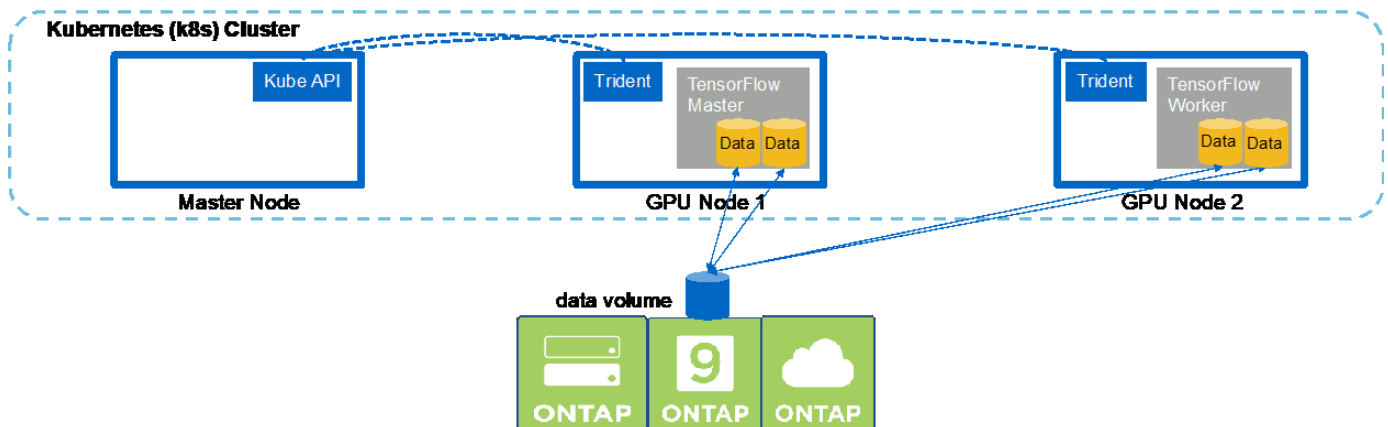 Kubernetes (k8s) Cluster
Kube API
Master Node
Trident
TensorFlow
Master
Data Data
GPU Node 1
Trident
TensorFlow
Worker
Data Data
GPU Node 2
data volume
ONTAP
9
ONTAP
ONTAP